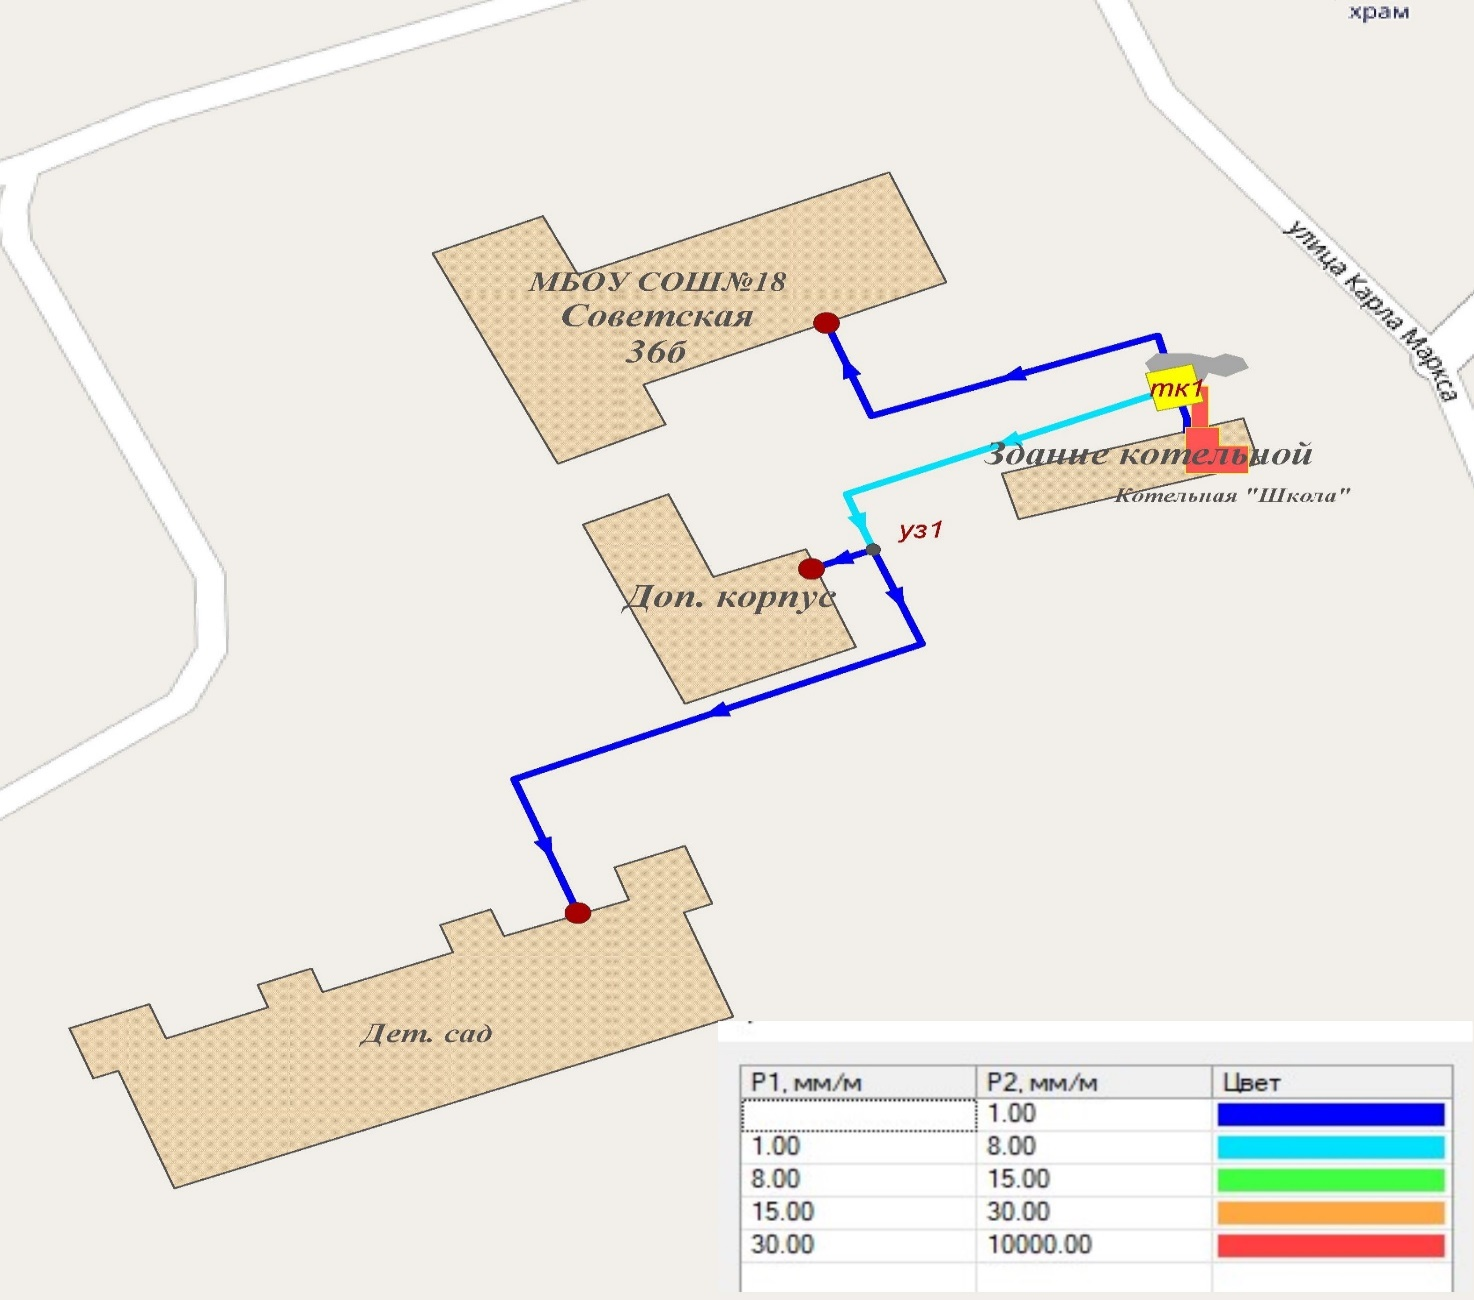 храм
улица Карла Маркса
МБОУ СОШ№18
Советская
36б
тк1
Здание котельной
Котельная "Школа"
уз1
Доп. корпус
Дет. сад
P1, мм/м P2, мм/м Цвет
1.00
1.00 8.00
8.00 15.00
15.00 30.00
30.00 10000.00